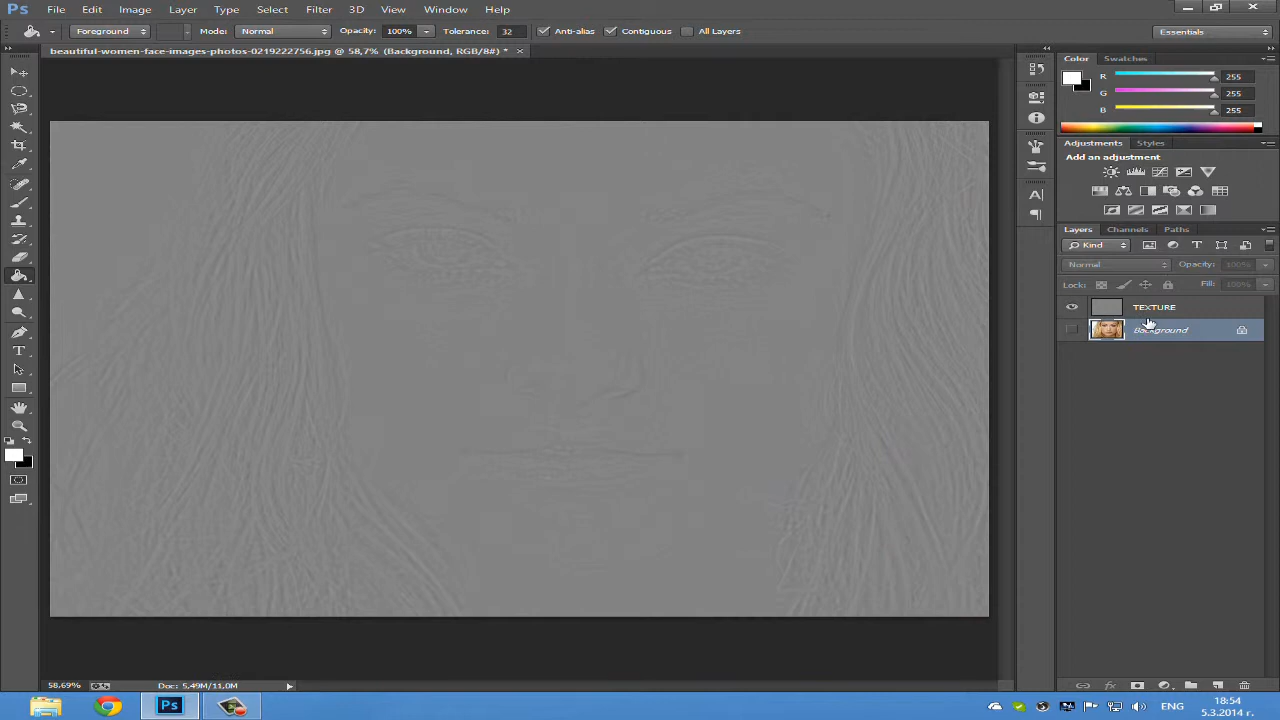 Ps File Edit Image Layer Type Select Filter 3D View Window Help
Foreground Mode: Normal Opacity: 100% Tolerance: 32 Anti-alias Contiguous All Layers Essentials
beautiful-women-face-images-photos-0219222756.jpg @ 58,7% (Background, RGB/8#) * ×
Color Swatches
R 255
G 255
B 255
Adjustments Styles
Add an adjustment
Layers Channels Paths
Kind
Normal Opacity: 100%
Lock: Fill: 100%
TEXTURE
Background
58.69% Doc: 5,49M/11,0M
Ps ENG 18:54
5.3.2014 г.